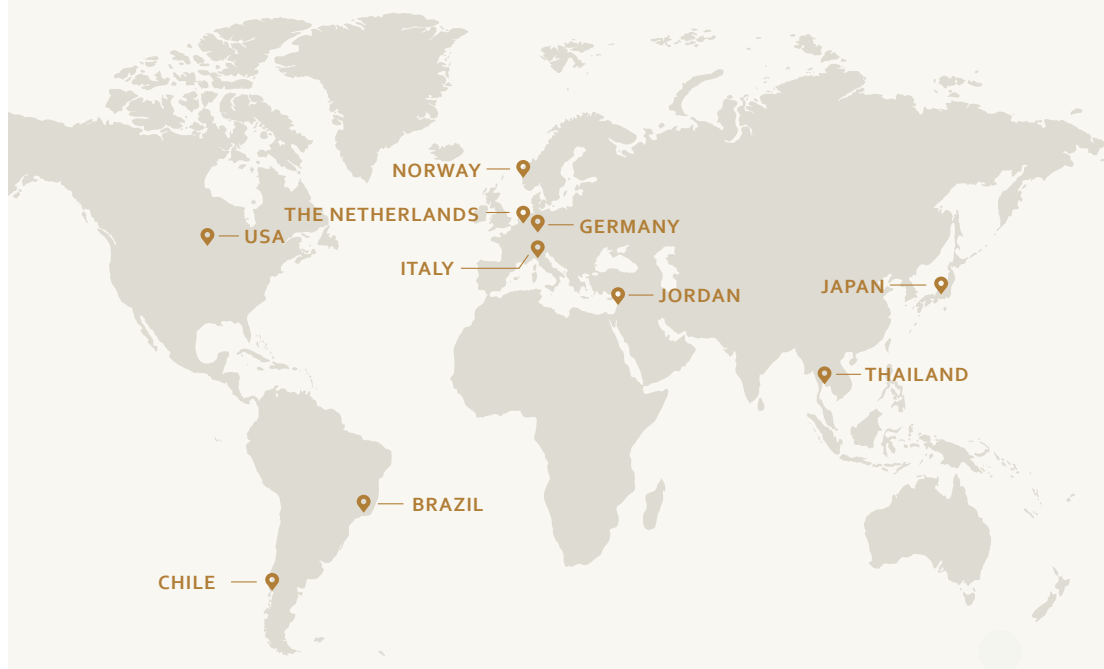 NORWAY
THE NETHERLANDS
GERMANY
USA
ITALY
JORDAN
JAPAN
THAILAND
BRAZIL
CHILE